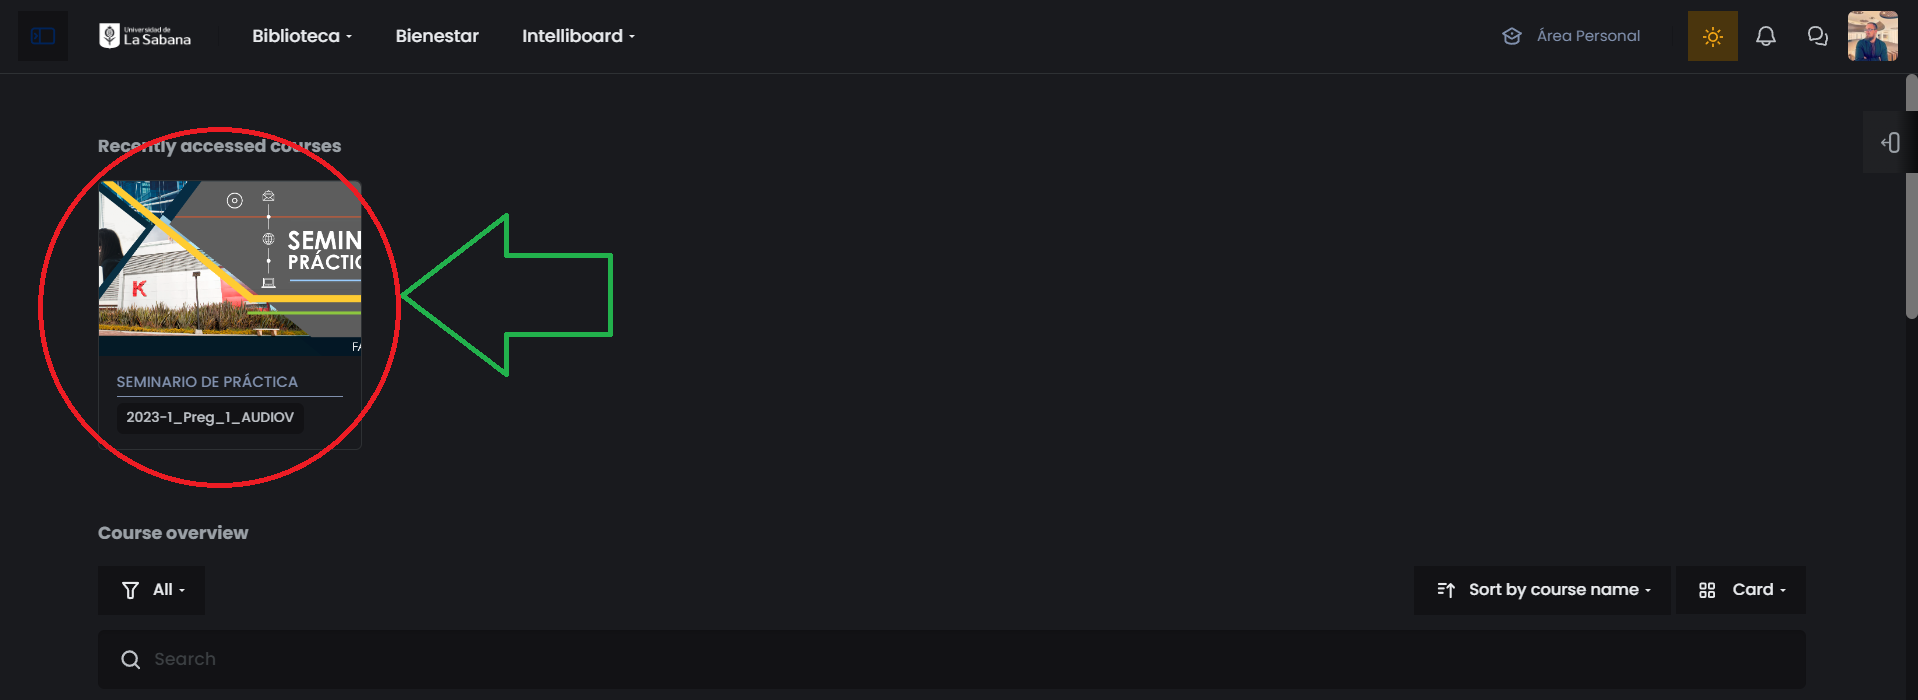 Universidad de
La Sabana
Biblioteca
Bienestar
Intelliboard
Área Personal
Recently accessed courses
SEMIN
PRÁCTIC
K
FA
SEMINARIO DE PRÁCTICA
2023-1_Preg_1_AUDIOV
Course overview
All
Sort by course name
Card
Search